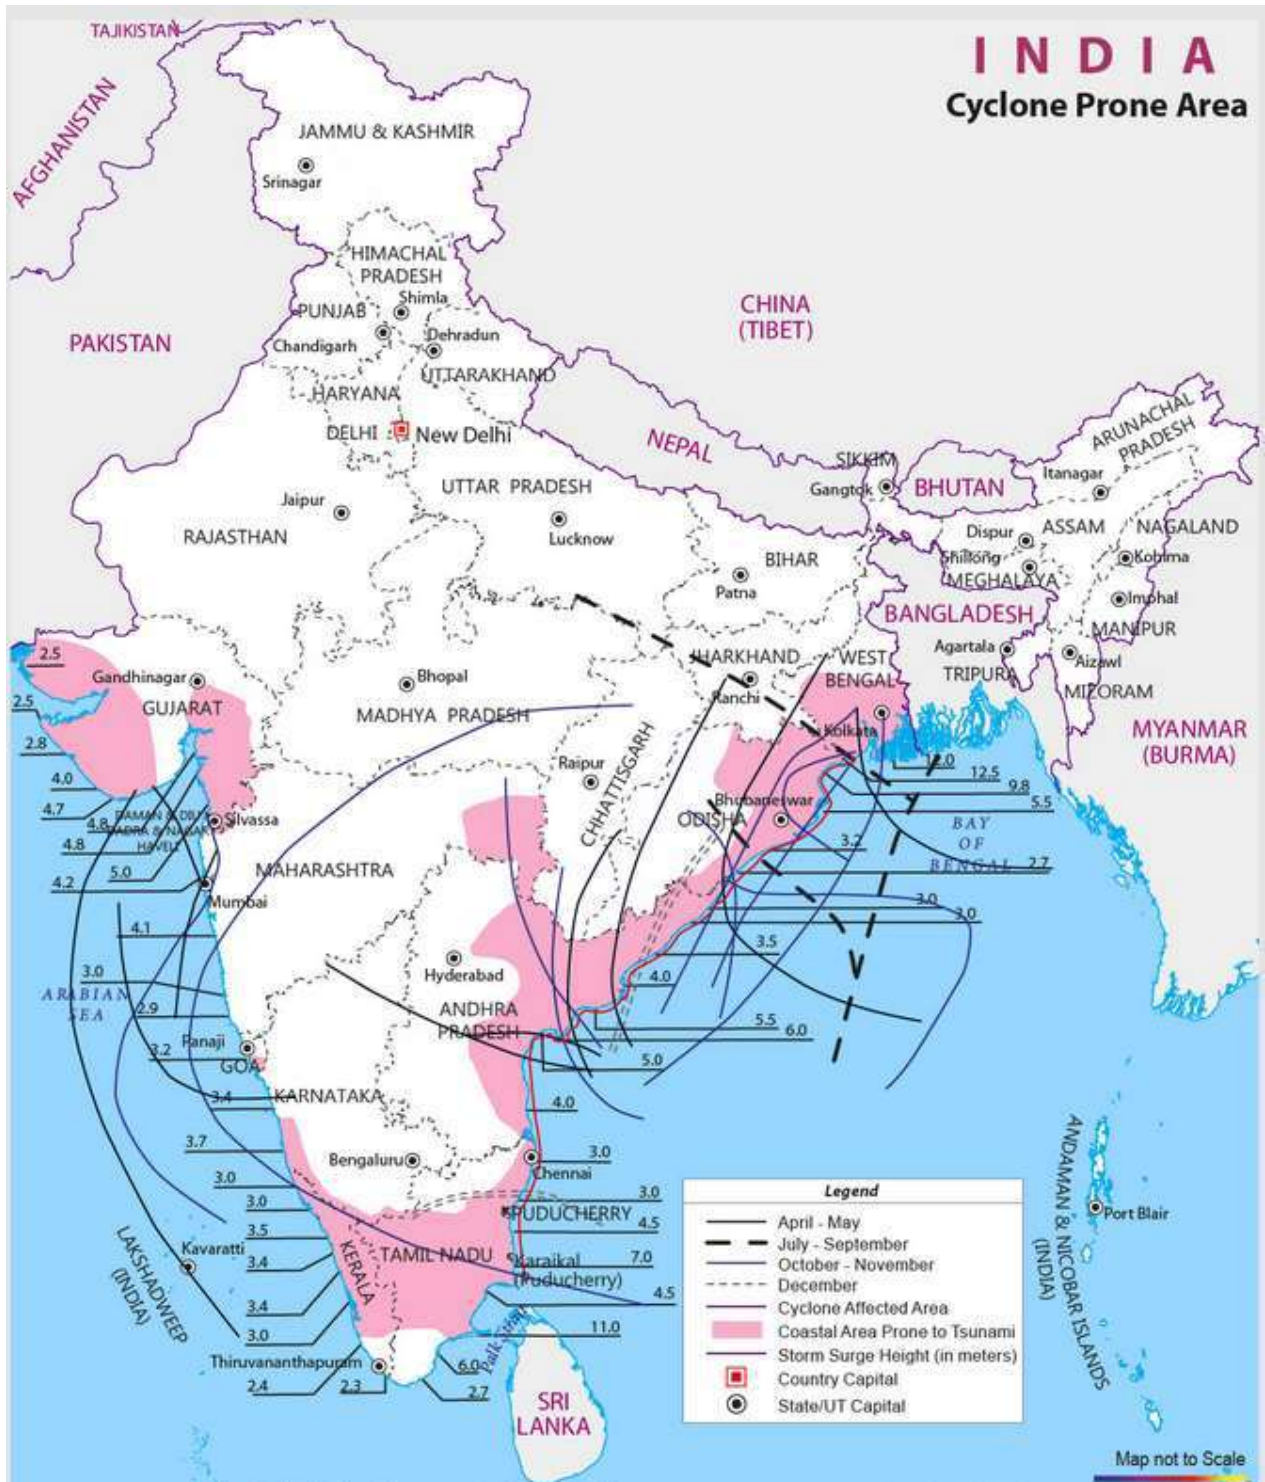 TAJIKISTAN
I N D I A
Cyclone Prone Area
AFGHANISTAN
JAMMU & KASHMIR
Srinagar
HIMACHAL
PRADESH
Shimla
PUNJAB
CHINA
(TIBET)
PAKISTAN
Chandigarh
Dehradun
UTTARAKHAND
HARYANA
DELHI
New Delhi
NEPAL
ARUNACHAL
PRADESH
SIKKIM
Gangtok
BHUTAN
Itanagar
UTTAR PRADESH
Jaipur
Lucknow
RAJASTHAN
Dispur
ASSAM
NAGALAND
BIHAR
Shillong
Kohima
MEGHALAYA
Patna
Imphal
BANGLADESH
MANIPUR
2.5
Gandhinagar
Bhopal
JHARKHAND
WEST
BENGAL
Agartala
TRIPURA
Aizawl
MIZORAM
Ranchi
2.5
GUJARAT
MADHYA PRADESH
Kolkata
MYANMAR
(BURMA)
2.8
Raipur
CHHATTISGARH
12.5
4.0
9.8
4.7
Bhubaneswar
5.5
4.8
DAMAN & DIU
DADRA & NAGAR
HAVELI
Silvassa
ODISHA
BAY
OF
BENGAL
4.8
3.2
5.0
MAHARASHTRA
2.7
4.2
Mumbai
3.0
3.0
4.1
3.5
Hyderabad
3.0
4.0
ARABIAN
SEA
2.9
ANDHRA
PRADESH
5.5
6.0
Panaji
3.2
GOA
5.0
KARNATAKA
3.4
4.0
3.7
Bengaluru
Chennai
3.0
3.0
3.0
3.0
PUDUCHERRY
4.5
3.5
Kavaratti
KERALA
TAMIL NADU
Karaikal
(Puducherry)
7.0
3.4
LAKSHADWEEP
(INDIA)
3.4
4.5
3.0
11.0
Thiruvananthapuram
Palk Strait
6.0
2.4
2.3
2.7
SRI
LANKA
Port Blair
ANDAMAN & NICOBAR ISLANDS
(INDIA)
Legend
April - May
July - September
October - November
December
Cyclone Affected Area
Coastal Area Prone to Tsunami
Storm Surge Height (in meters)
Country Capital
State/UT Capital
Map not to Scale